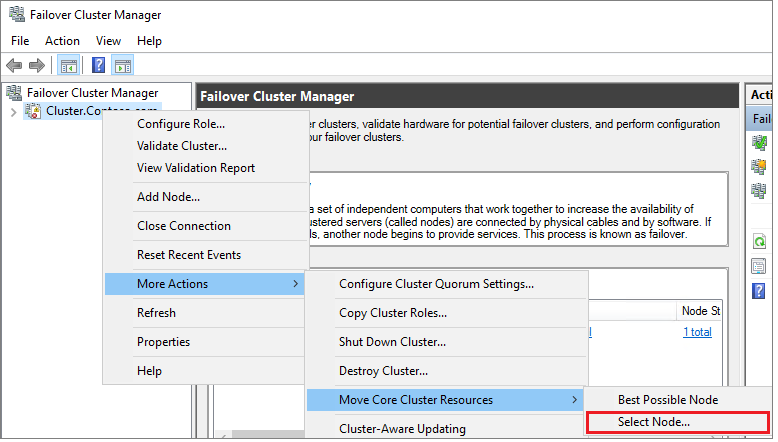 Failover Cluster Manager
File Action View Help
Failover Cluster Manager
Cluster.Contoso.com
Configure Role...
Validate Cluster...
View Validation Report
Add Node...
Close Connection
Reset Recent Events
More Actions
Refresh
Properties
Help
Failover Cluster Manager
er clusters, validate hardware for potential failover clusters, and perform configuration
our failover clusters.
a set of independent computers that work together to increase the availability of
ustered servers (called nodes) are connected by physical cables and by software. If
ls, another node begins to provide services. This process is known as failover.
Node St
1 total
Configure Cluster Quorum Settings...
Copy Cluster Roles...
Shut Down Cluster...
Destroy Cluster...
Move Core Cluster Resources
Cluster-Aware Updating
Best Possible Node
Select Node...
Acti
Failo